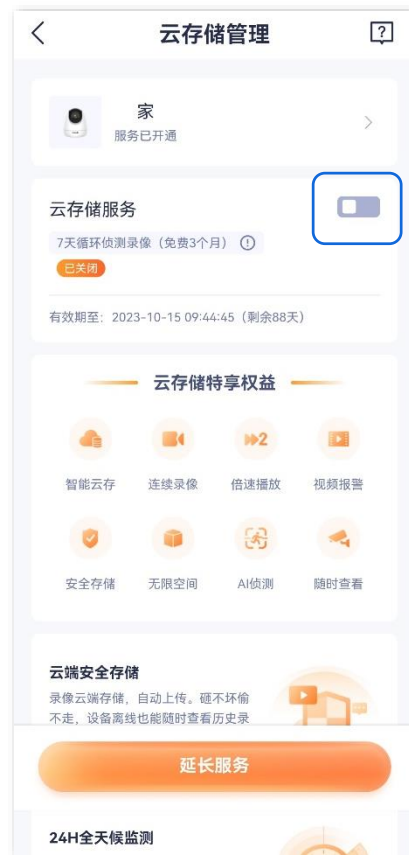 云存储管理
家
服务已开通
云存储服务
7天循环侦测录像（免费3个月）
已关闭
有效期至：2023-10-15 09:44:45（剩余88天）
云存储特享权益
2
智能云存 连续录像 倍速播放 视频报警
安全存储 无限空间 AI侦测 随时查看
云端安全存储
录像云端存储，自动上传。砸不坏偷
不走，设备离线也能随时查看历史录
延长服务
24H全天候监测